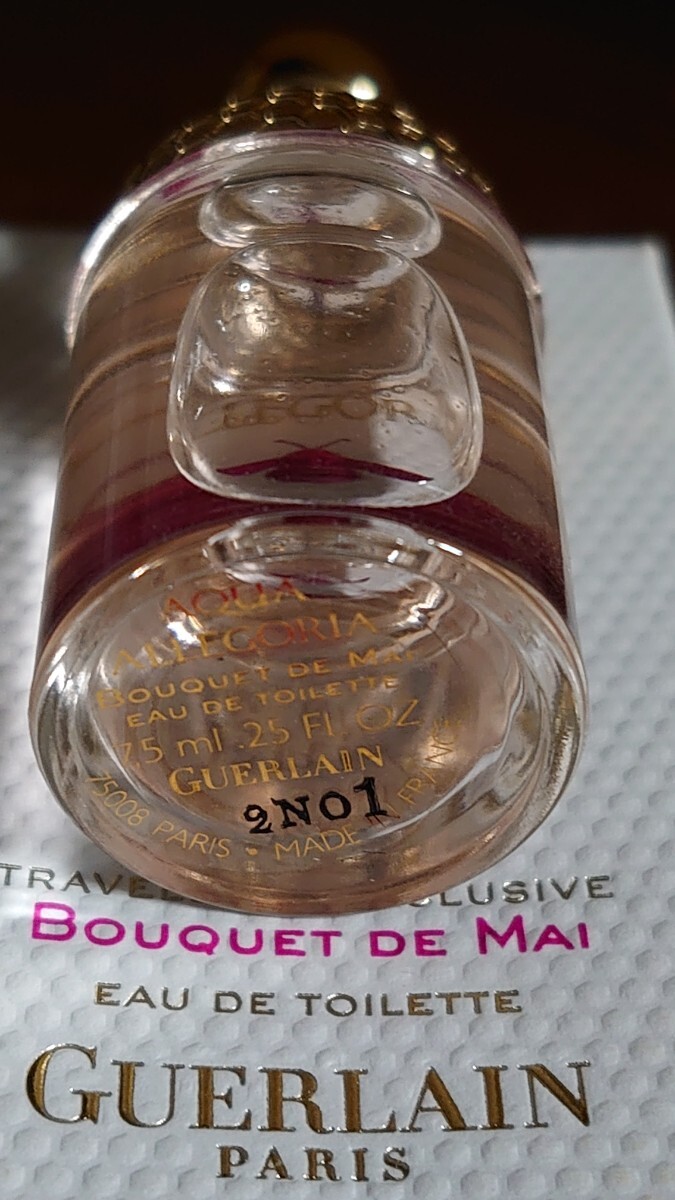 AQUA
ALLEGORIA
BOUQUET DE MAI
EAU DE TOILETTE
7,5 ml .25 Fl. OZ
GUERLAIN
2N01
75008 PARIS • MADE FRANCE
BOUQUET DE MAI
EAU DE TOILETTE
GUERLAIN
PARIS